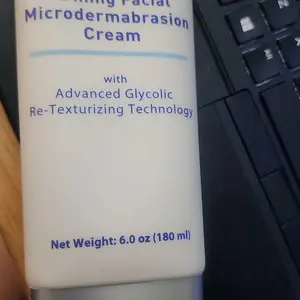 Facial
Microdermabrasion
Cream
with
Advanced Glycolic
Re-Texturizing Technology
Net Weight: 6.0 oz (180 ml)